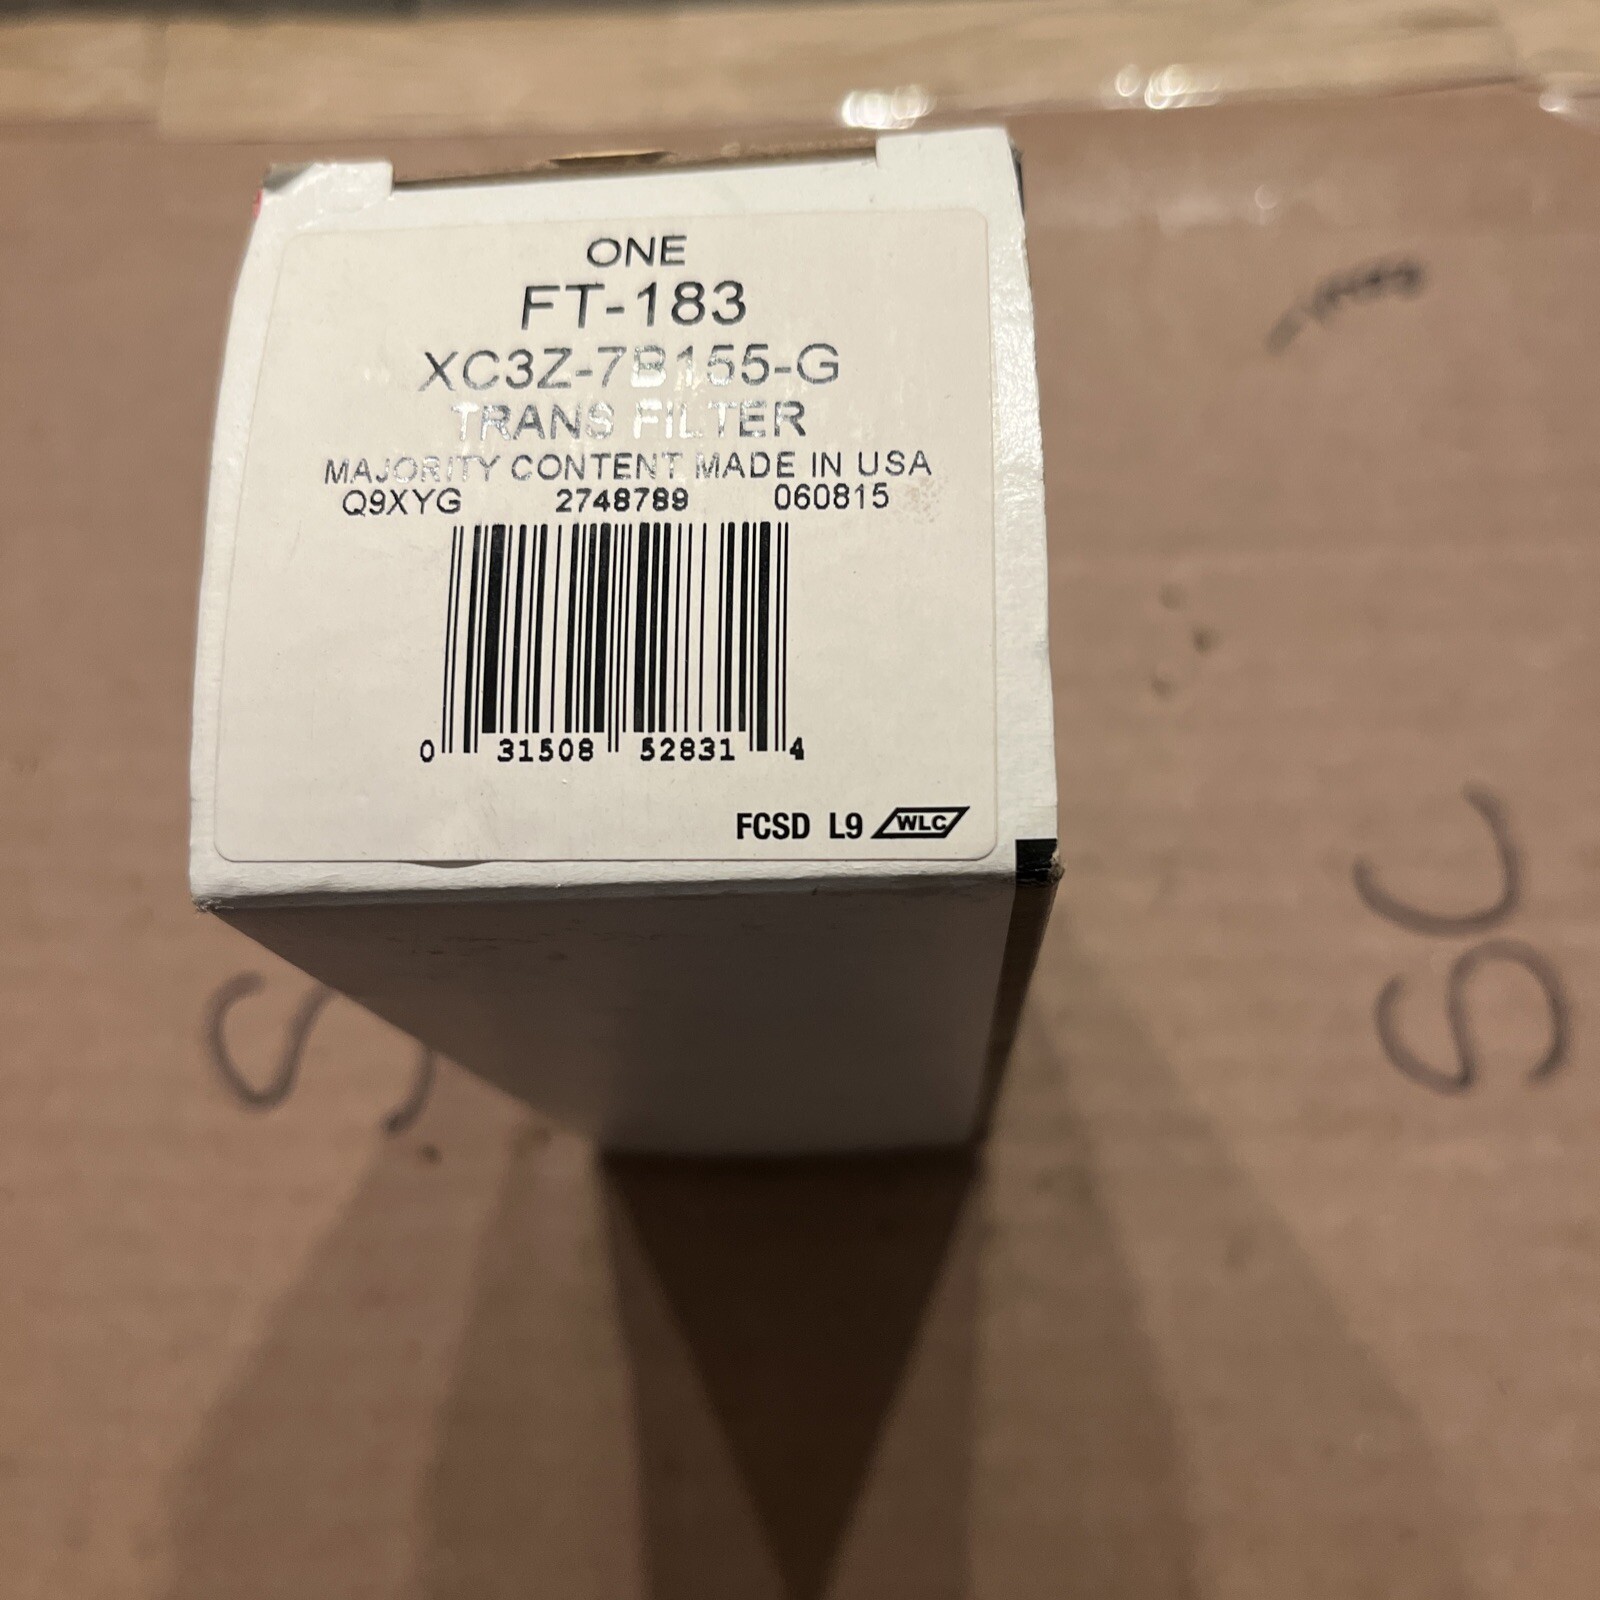 ONE
FT-183
XC3Z-7B155-G
TRANS FILTER
MAJORITY CONTENT MADE IN USA
Q9XYG 2748789 060815
0 31508 52831 4
FCSD L9 WLC
SC